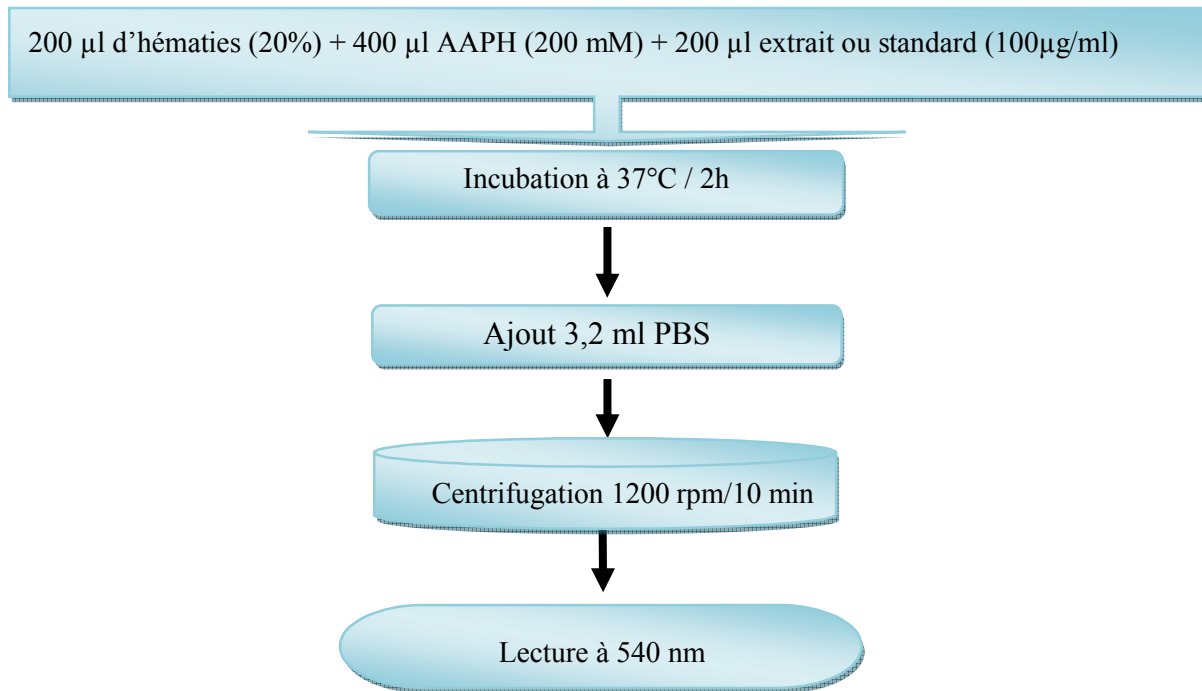 200 µl d’hématies (20%) + 400 µl AAPH (200 mM) + 200 µl extrait ou standard (100µg/ml)
Incubation à 37°C / 2h
Ajout 3,2 ml PBS
Centrifugation 1200 rpm/10 min
Lecture à 540 nm